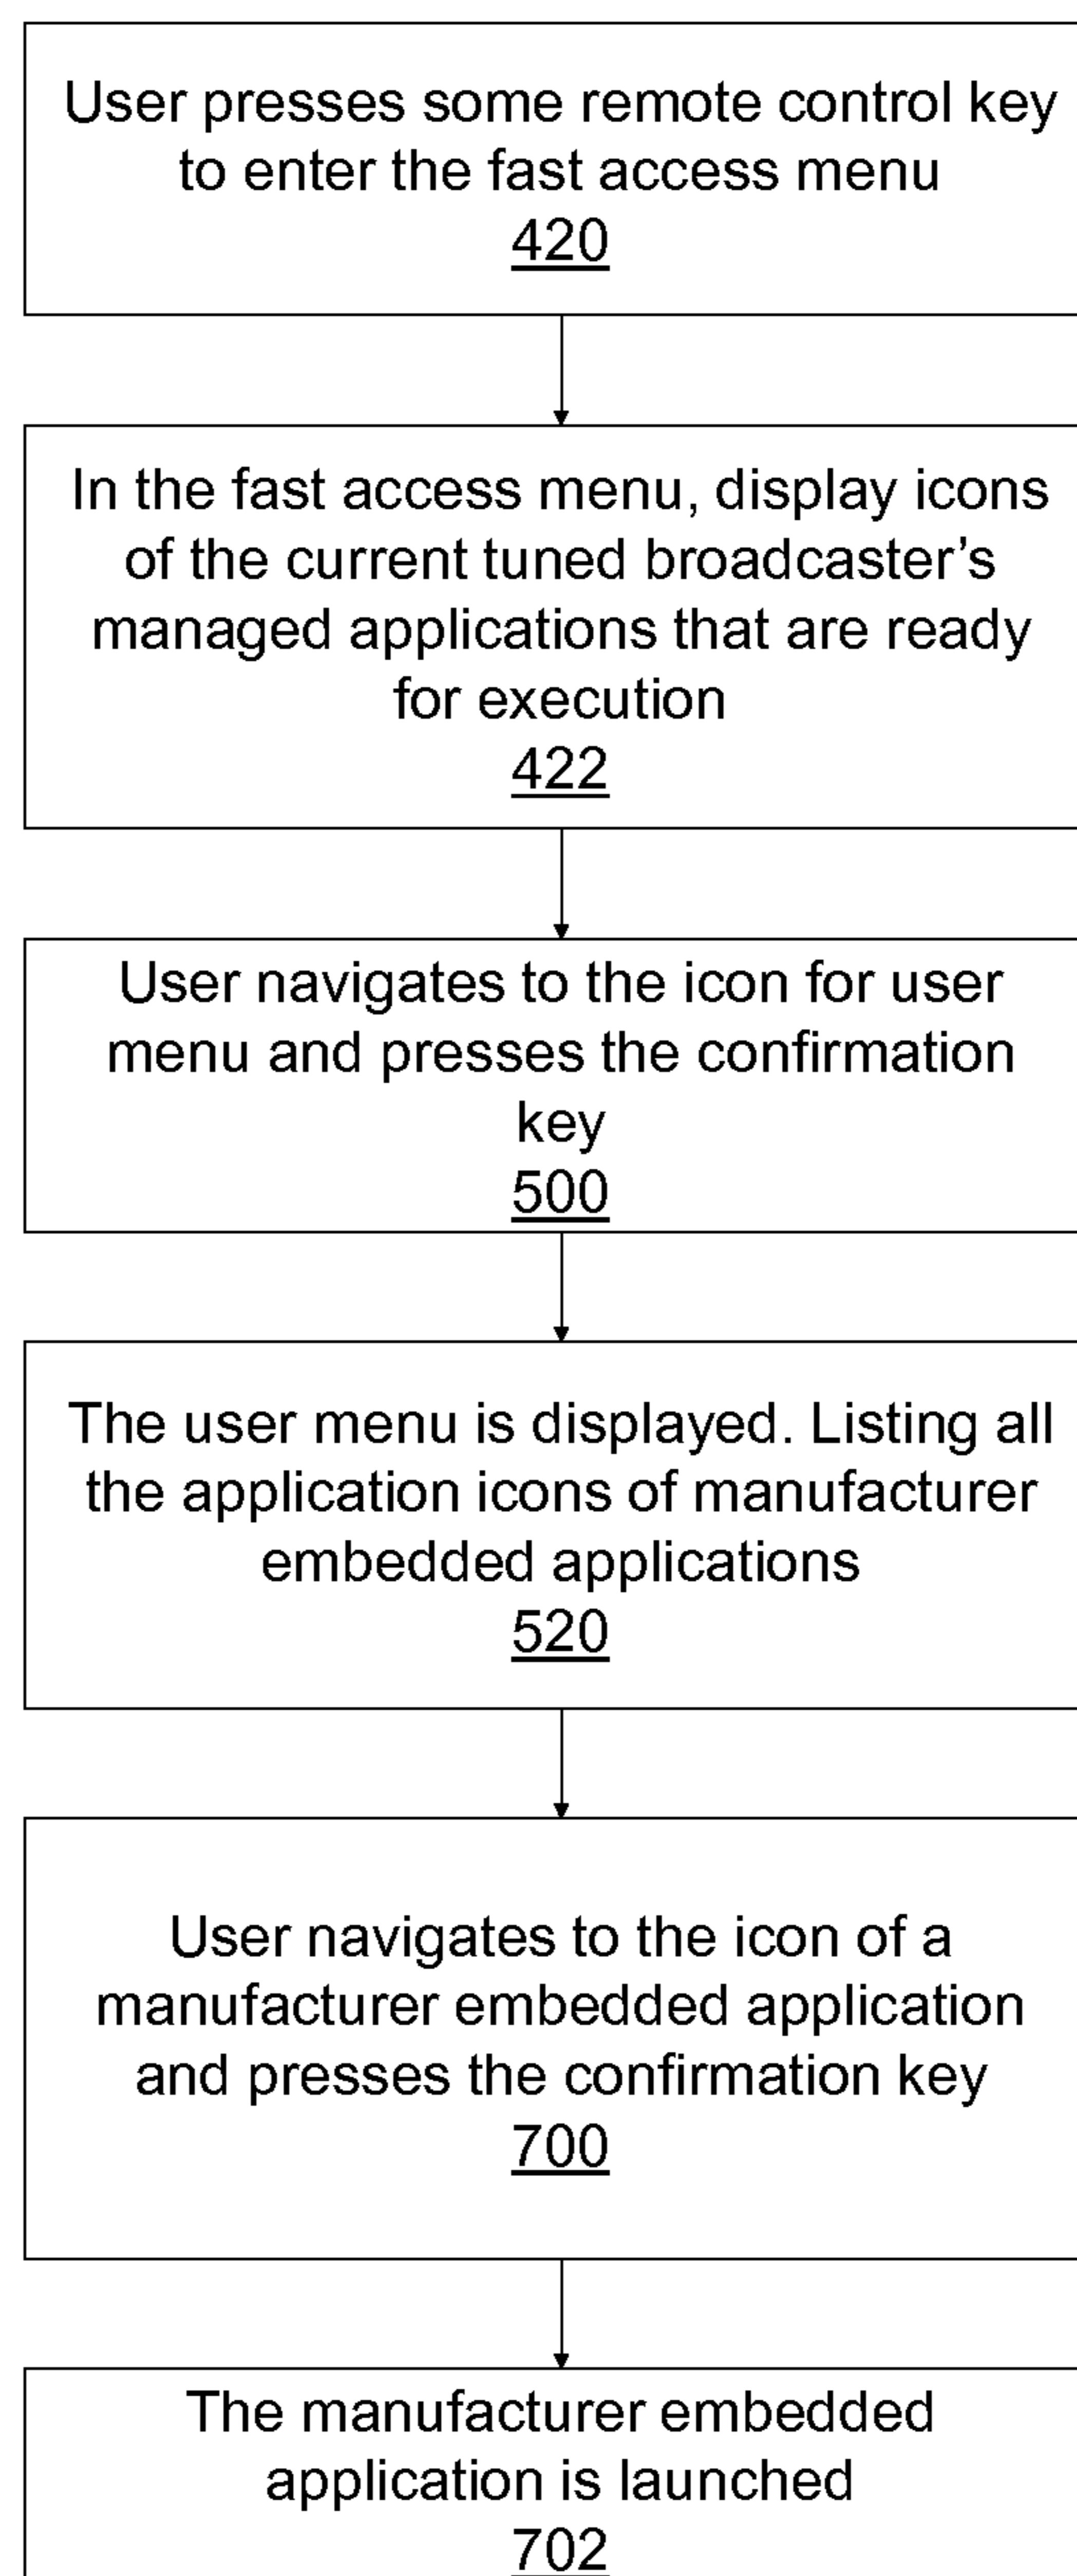 User presses some remote control key
to enter the fast access menu
420
In the fast access menu, display icons
of the current tuned broadcaster’s
managed applications that are ready
for execution
422
User navigates to the icon for user
menu and presses the confirmation
key
500
The user menu is displayed. Listing all
the application icons of manufacturer
embedded applications
520
User navigates to the icon of a
manufacturer embedded application
and presses the confirmation key
700
The manufacturer embedded
application is launched
702